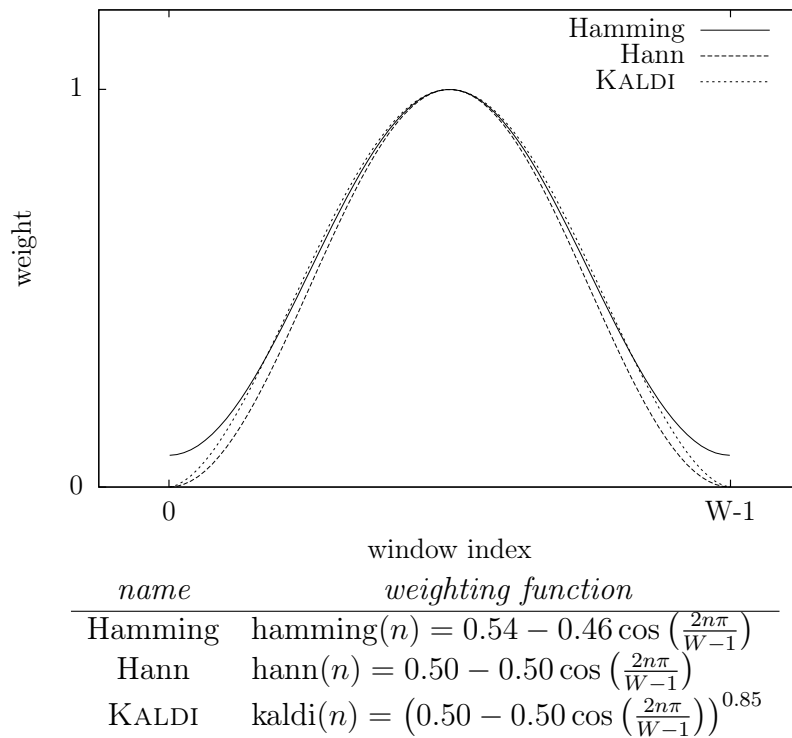 Hamming
Hann
KALDI
1
weight
0
0 W-1
window index
name weighting function
Hamming hamming(n) = 0.54 − 0.46 cos (2nπ/(W−1))
Hann hann(n) = 0.50 − 0.50 cos (2nπ/(W−1))
KALDI kaldi(n) = (0.50 − 0.50 cos (2nπ/(W−1)))^0.85